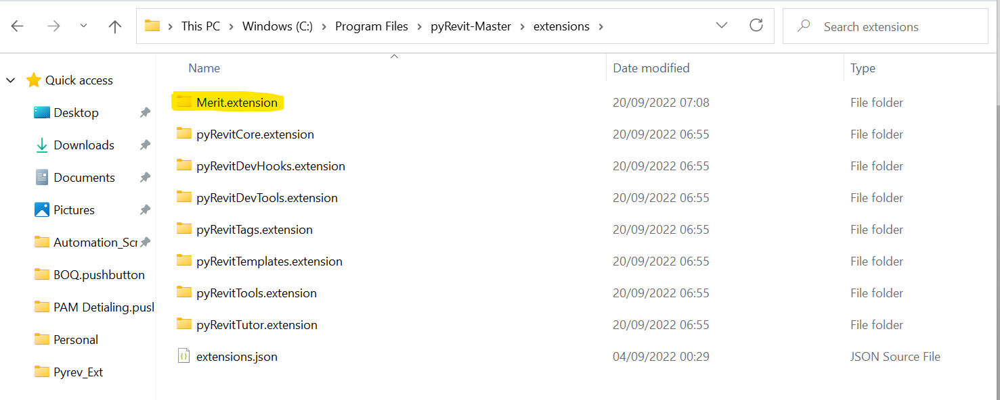 This PC > Windows (C:) > Program Files > pyRevit-Master > extensions >
Search extensions
Quick access
Desktop
Downloads
Documents
Pictures
Automation_Scr
BOQ.pushbutton
PAM Detialing.pusl
Personal
Pyrev_Ext
Name Date modified Type
Merit.extension 20/09/2022 07:08 File folder
pyRevitCore.extension 20/09/2022 06:55 File folder
pyRevitDevHooks.extension 20/09/2022 06:55 File folder
pyRevitDevTools.extension 20/09/2022 06:55 File folder
pyRevitTags.extension 20/09/2022 06:55 File folder
pyRevitTemplates.extension 20/09/2022 06:55 File folder
pyRevitTools.extension 20/09/2022 06:55 File folder
pyRevitTutor.extension 20/09/2022 06:55 File folder
extensions.json 04/09/2022 00:29 JSON Source File